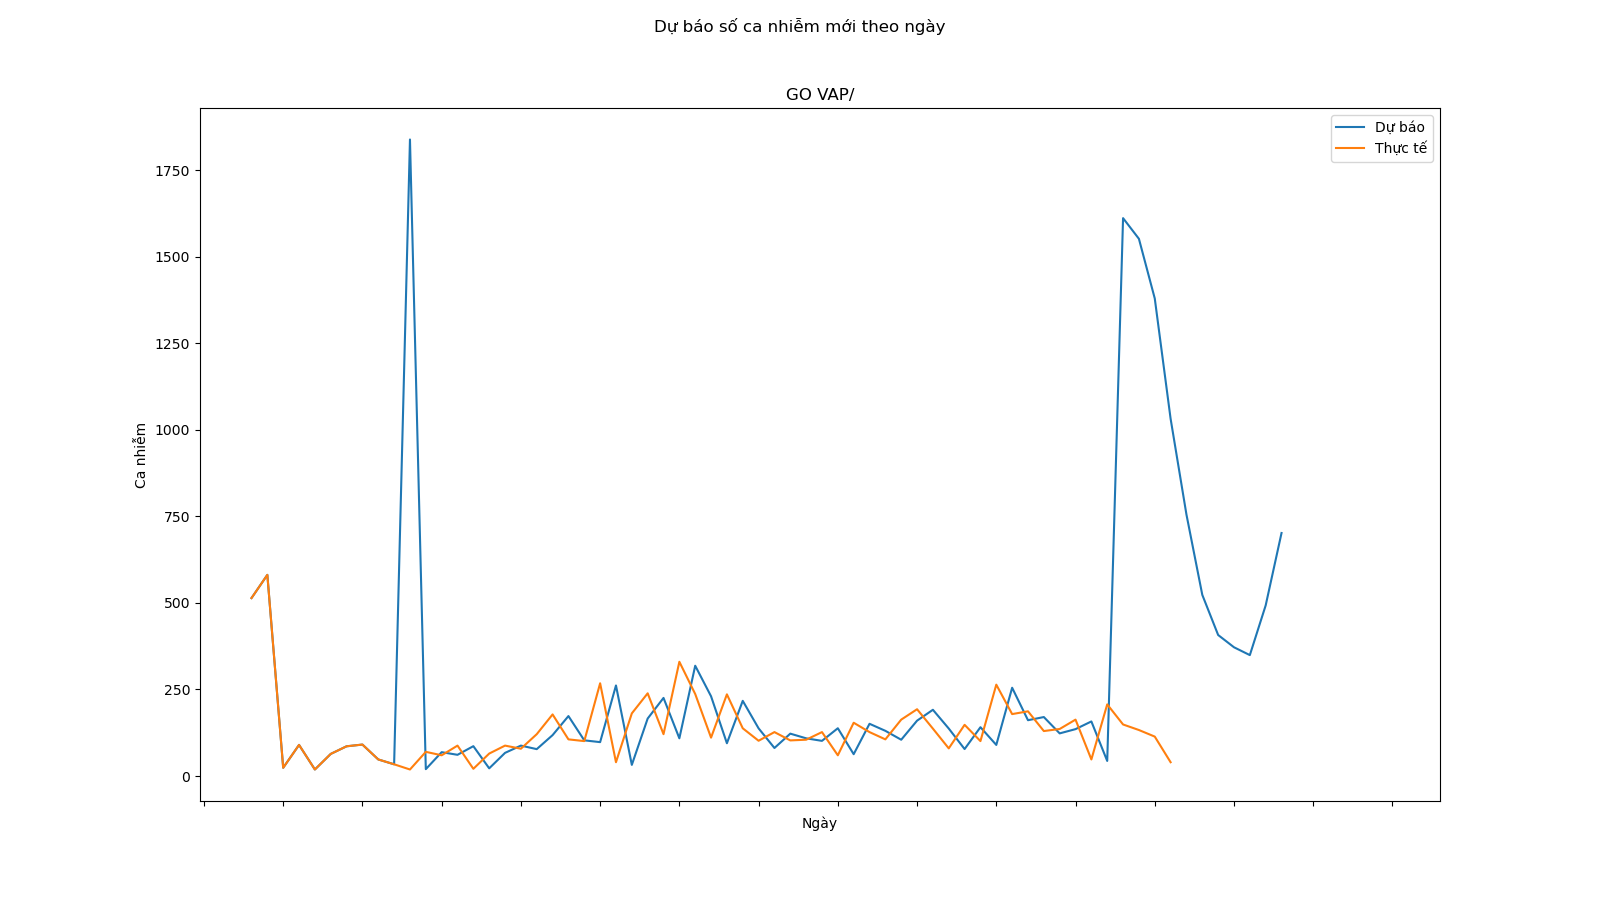 Dự báo số ca nhiễm mới theo ngày
GO VAP/
Dự báo
Thực tế
1750
1500
1250
1000
750
500
250
0
Ca nhiễm
Ngày